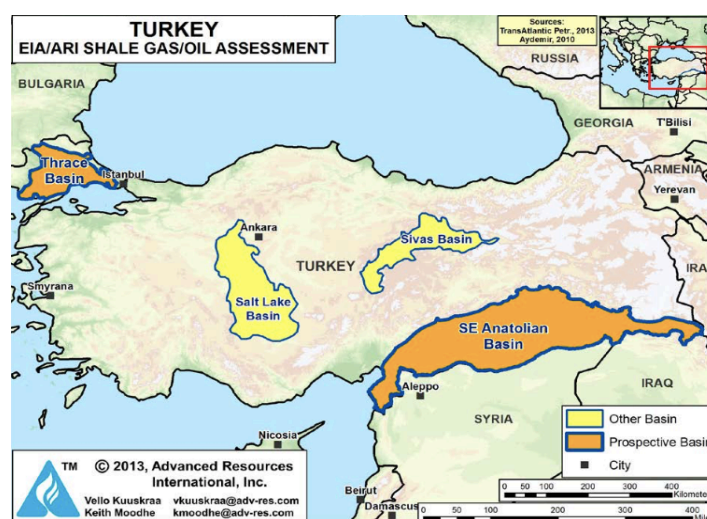 TURKEY
EIA/ARI SHALE GAS/OIL ASSESSMENT
Sources:
TransAtlantic Petr., 2013
Aydemir, 2010
RUSSIA
BULGARIA
GEORGIA
T'Bilisi
Thrace
Basin
Istanbul
ARMENIA
Yerevan
Ankara
Sivas Basin
TURKEY
IRA
Smyrana
Salt Lake
Basin
SE Anatolian
Basin
Aleppo
IRAQ
SYRIA
Nicosia
Other Basin
Prospective Basin
City
TM
© 2013, Advanced Resources
International, Inc.
Vello Kuuskraa vkuuskraa@adv-res.com
Keith Moodhe kmoodhe@adv-res.com
Beirut
Damascus
0 100 200 300 400
Kilometers
0 100 200 300 400